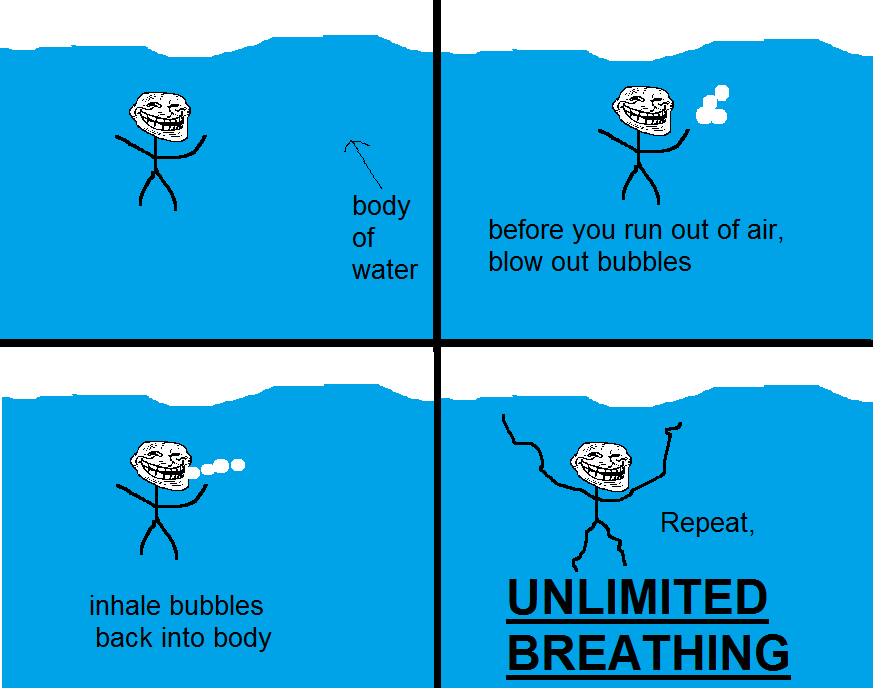 body
of
water
before you run out of air,
blow out bubbles
inhale bubbles
back into body
Repeat,
UNLIMITED
BREATHING